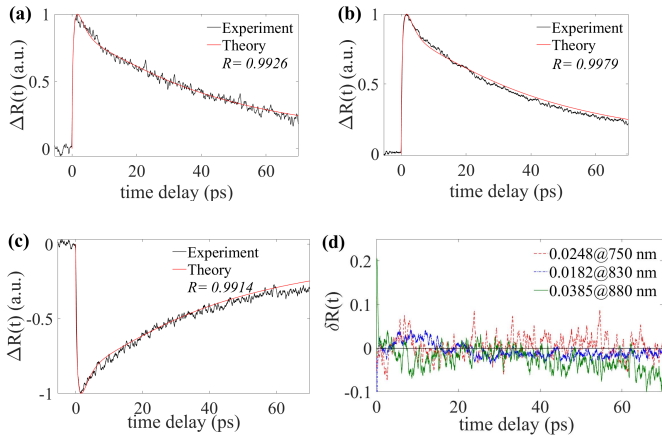 (a)
ΔR(t) (a.u.)
1
0.5
0
Experiment
Theory
R= 0.9926
0 20 40 60
time delay (ps)
(b)
ΔR(t) (a.u.)
1
0.5
0
Experiment
Theory
R= 0.9979
0 20 40 60
time delay (ps)
(c)
ΔR(t) (a.u.)
0
-0.5
-1
Experiment
Theory
R= 0.9914
0 20 40 60
time delay (ps)
(d)
δR(t)
0.2
0.1
0
-0.1
0.0248@750 nm
0.0182@830 nm
0.0385@880 nm
0 20 40 60
time delay (ps)